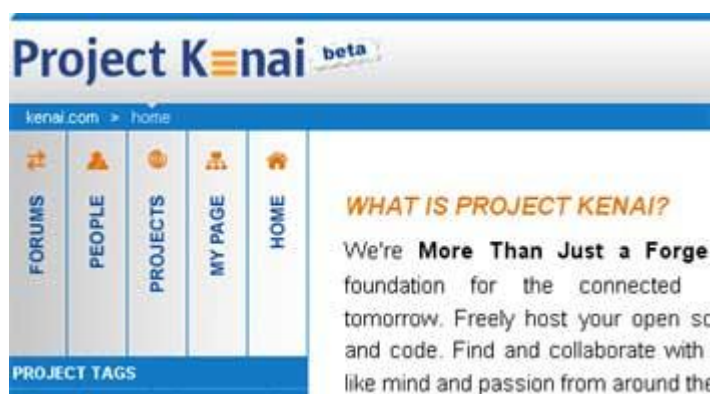 Project Kenai beta
kenai.com > home
FORUMS
PEOPLE
PROJECTS
MY PAGE
HOME
WHAT IS PROJECT KENAI?
We're More Than Just a Forge
foundation for the connected
tomorrow. Freely host your open so
and code. Find and collaborate with
like mind and passion from around the
PROJECT TAGS